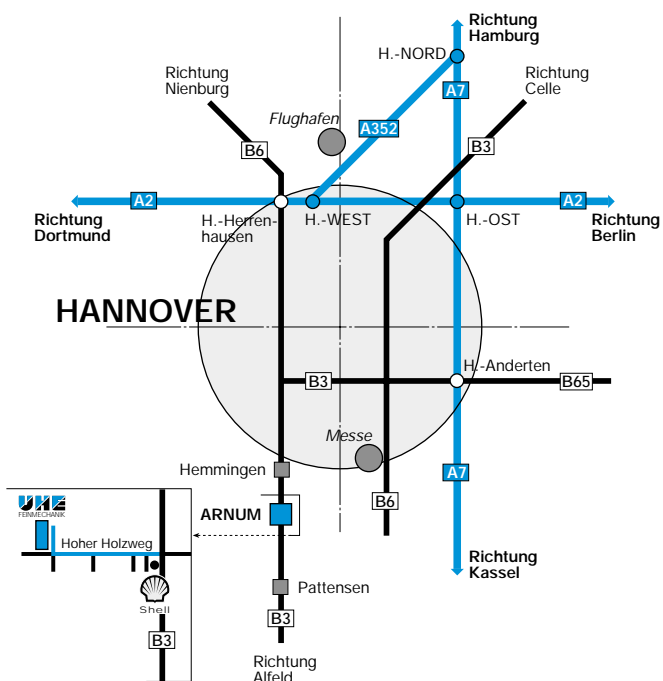 Richtung
Hamburg
H.-NORD
Richtung
Nienburg
Richtung
Celle
A7
Flughafen
A352
B6
B3
A2
A2
Richtung
Dortmund
H.-Herren-
hausen
H.-WEST
H.-OST
Richtung
Berlin
HANNOVER
H.-Anderten
B3
B65
Messe
Hemmingen
A7
B6
ARNUM
UHE
FEINMECHANIK
Hoher Holzweg
Shell
B3
Richtung
Kassel
Pattensen
B3
Richtung
Alfeld